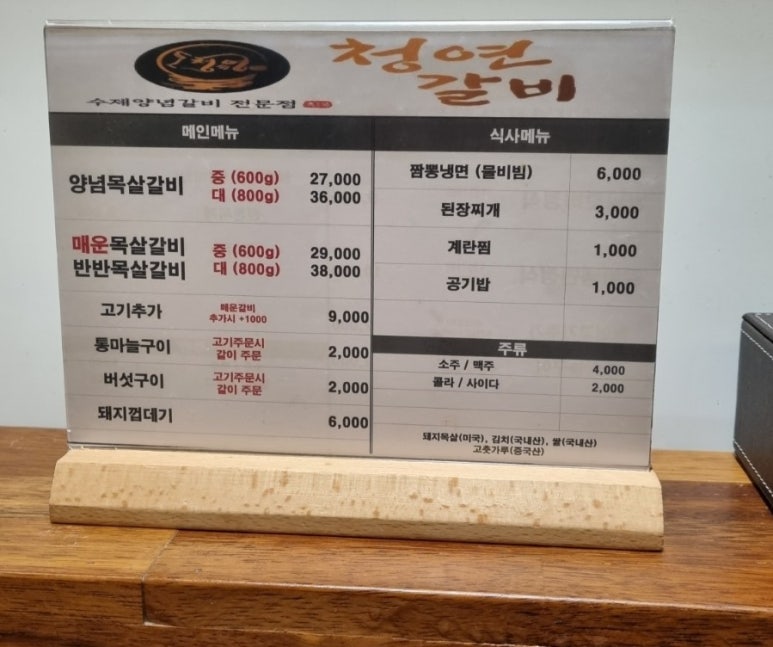 청연
갈비
수제양념갈비 전문점
메인메뉴
양념목살갈비 중 (600g) 27,000
대 (800g) 36,000
매운목살갈비 중 (600g) 29,000
반반목살갈비 대 (800g) 38,000
고기추가 매운갈비 추가시 +1000 9,000
통마늘구이 고기주문시 같이 주문 2,000
버섯구이 고기주문시 같이 주문 2,000
돼지껍데기 6,000
식사메뉴
짬뽕냉면 (물비빔) 6,000
된장찌개 3,000
계란찜 1,000
공기밥 1,000
주류
소주 / 맥주 4,000
콜라 / 사이다 2,000
돼지목살(미국), 김치(국내산), 쌀(국내산)
고춧가루(중국산)